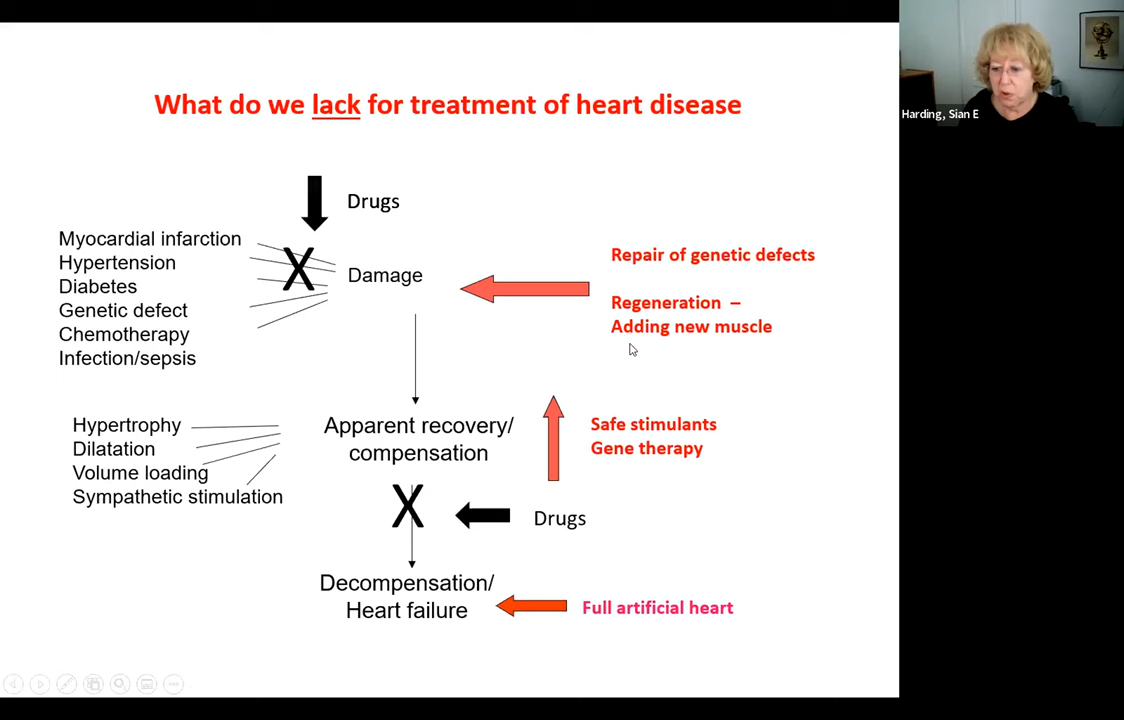 What do we lack for treatment of heart disease
Harding, Sian E
Drugs
Myocardial infarction
Hypertension
Diabetes
Genetic defect
Chemotherapy
Infection/sepsis
X
Damage
Repair of genetic defects
Regeneration –
Adding new muscle
Hypertrophy
Dilatation
Volume loading
Sympathetic stimulation
Apparent recovery/
compensation
Safe stimulants
Gene therapy
X
Drugs
Decompensation/
Heart failure
Full artificial heart